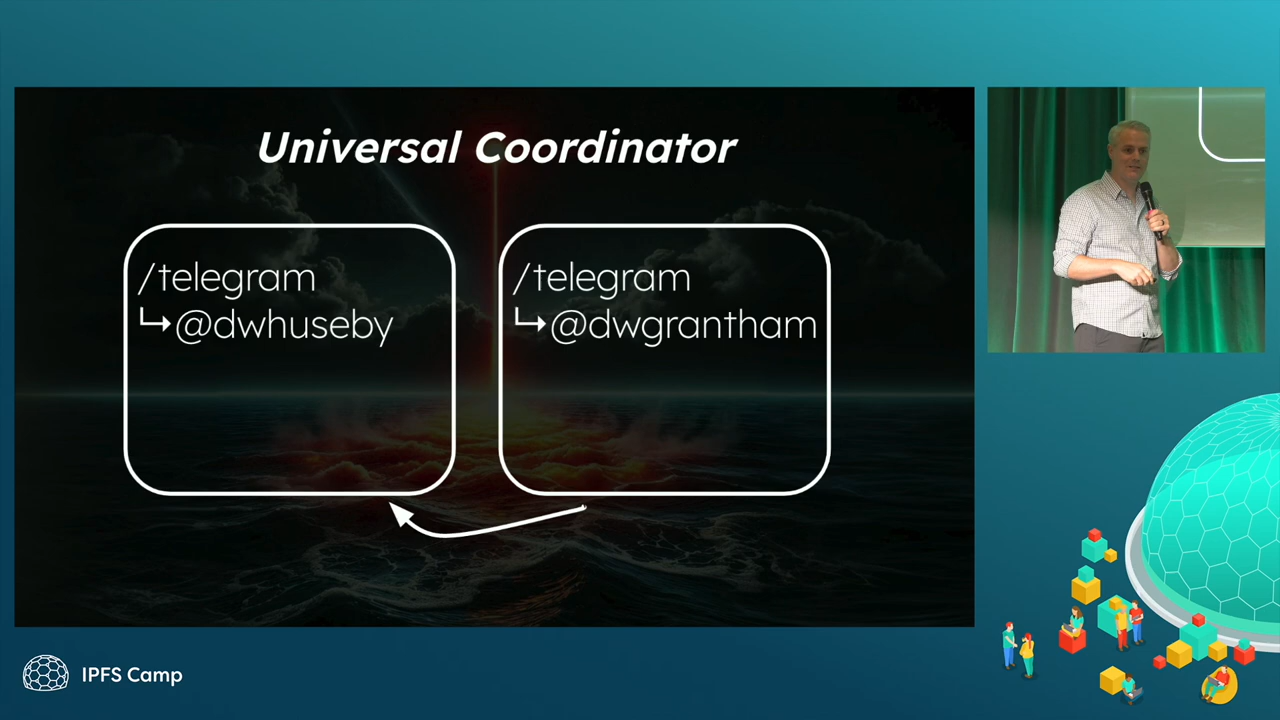 Universal Coordinator
/telegram
↳@dwhuseby
/telegram
↳@dwgrantham
IPFS Camp